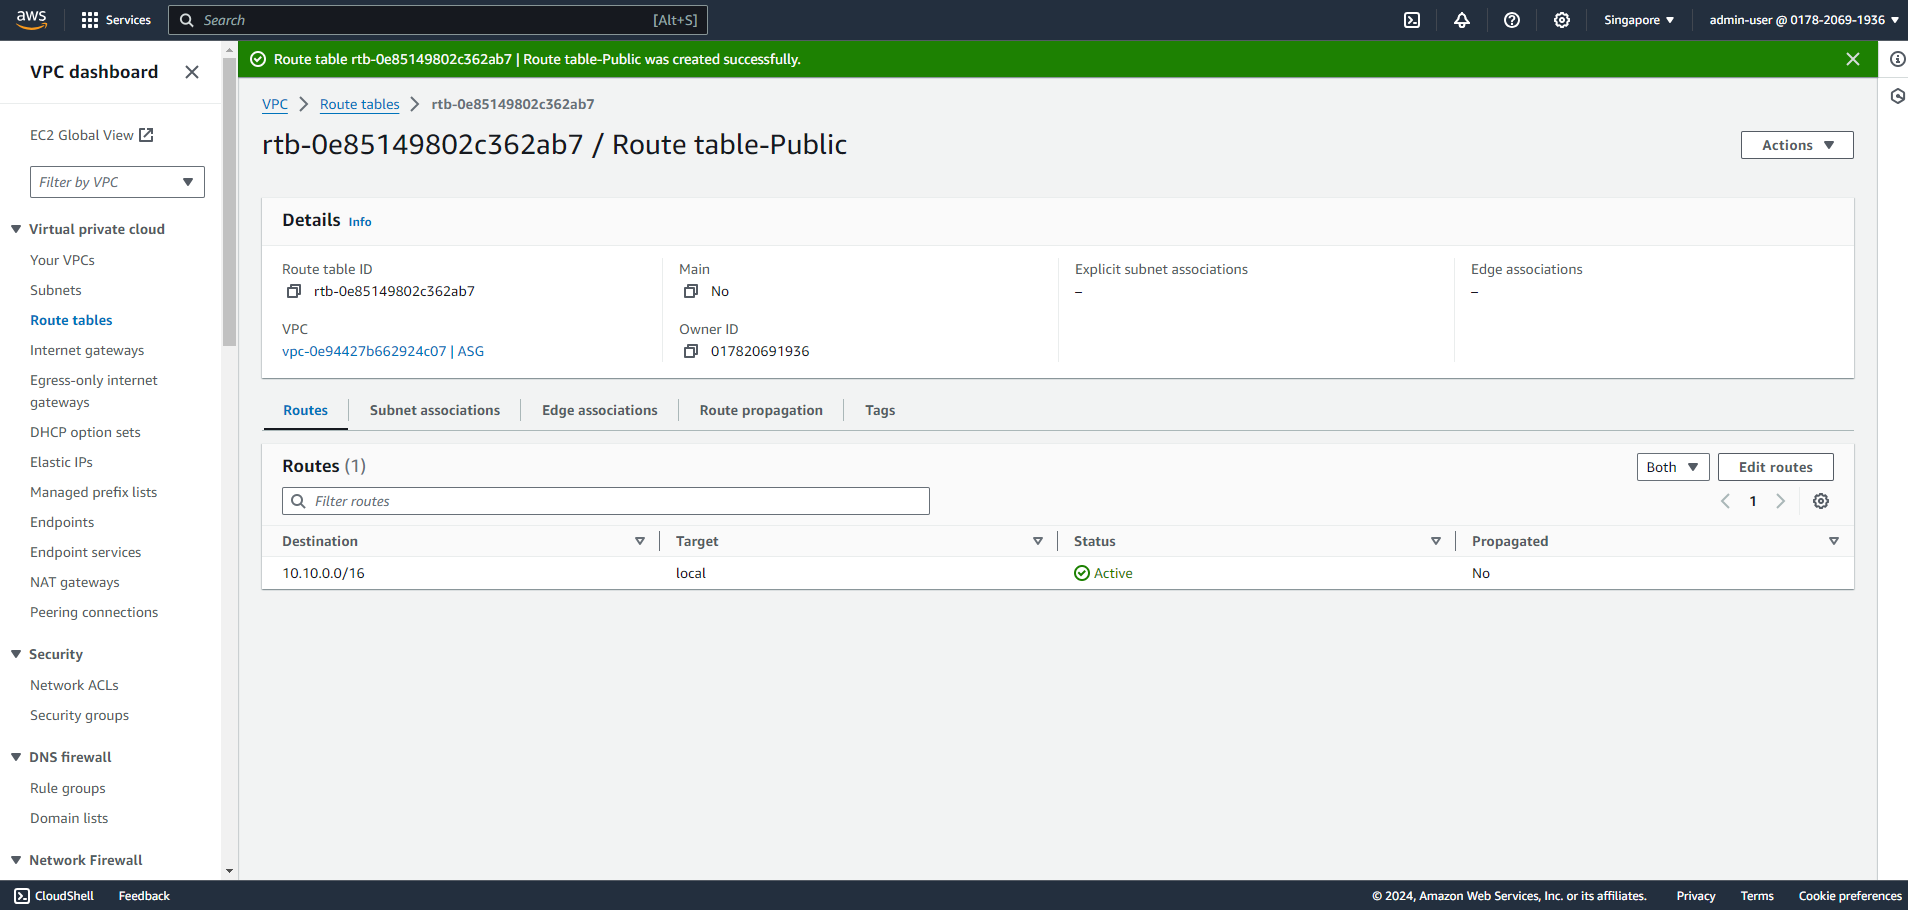 aws
Services
Search
[Alt+S]
Singapore
admin-user @ 0178-2069-1936
VPC dashboard
EC2 Global View
Filter by VPC
Virtual private cloud
Your VPCs
Subnets
Route tables
Internet gateways
Egress-only internet
gateways
DHCP option sets
Elastic IPs
Managed prefix lists
Endpoints
Endpoint services
NAT gateways
Peering connections
Security
Network ACLs
Security groups
DNS firewall
Rule groups
Domain lists
Network Firewall
Route table rtb-0e85149802c362ab7 | Route table-Public was created successfully.
VPC
Route tables
rtb-0e85149802c362ab7
rtb-0e85149802c362ab7 / Route table-Public
Actions
Details Info
Route table ID
rtb-0e85149802c362ab7
Main
No
Explicit subnet associations
–
Edge associations
–
VPC
vpc-0e94427b662924c07 | ASG
Owner ID
017820691936
Routes
Subnet associations
Edge associations
Route propagation
Tags
Routes (1)
Both
Edit routes
Filter routes
1
Destination
Target
Status
Propagated
10.10.0.0/16
local
Active
No
CloudShell
Feedback
© 2024, Amazon Web Services, Inc. or its affiliates.
Privacy
Terms
Cookie preferences